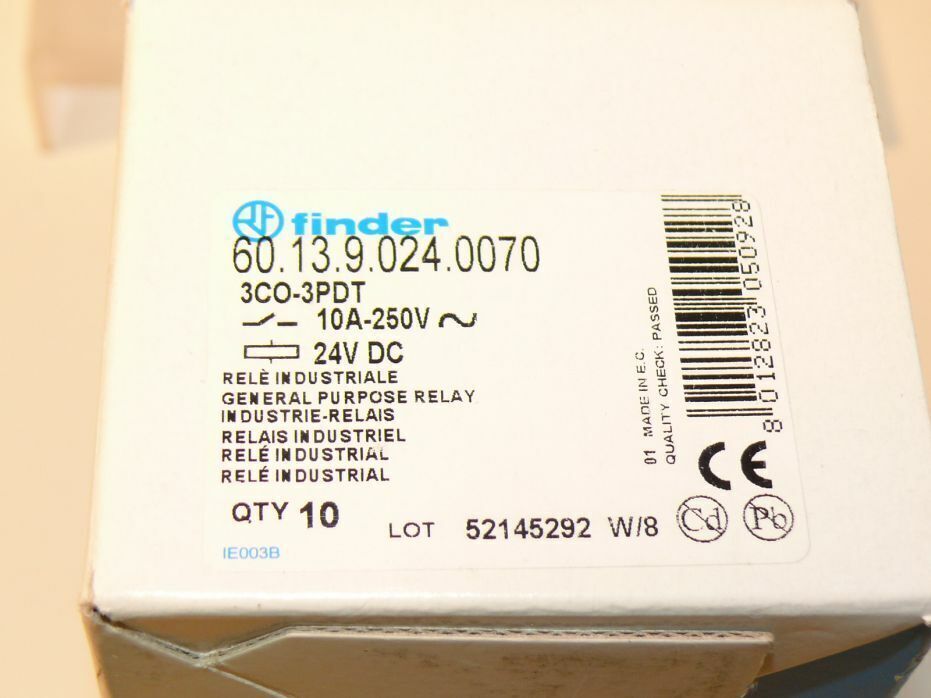 finder
60.13.9.024.0070
3CO-3PDT
10A-250V
24V DC
RELÈ INDUSTRIALE
GENERAL PURPOSE RELAY
INDUSTRIE-RELAIS
RELAIS INDUSTRIEL
RELÉ INDUSTRIAL
RELÉ INDUSTRIAL
QTY 10
LOT 52145292 W/8
IE003B
01 MADE IN E.C.
QUALITY CHECK: PASSED
8 012823 050928
CE
Cd
Pb